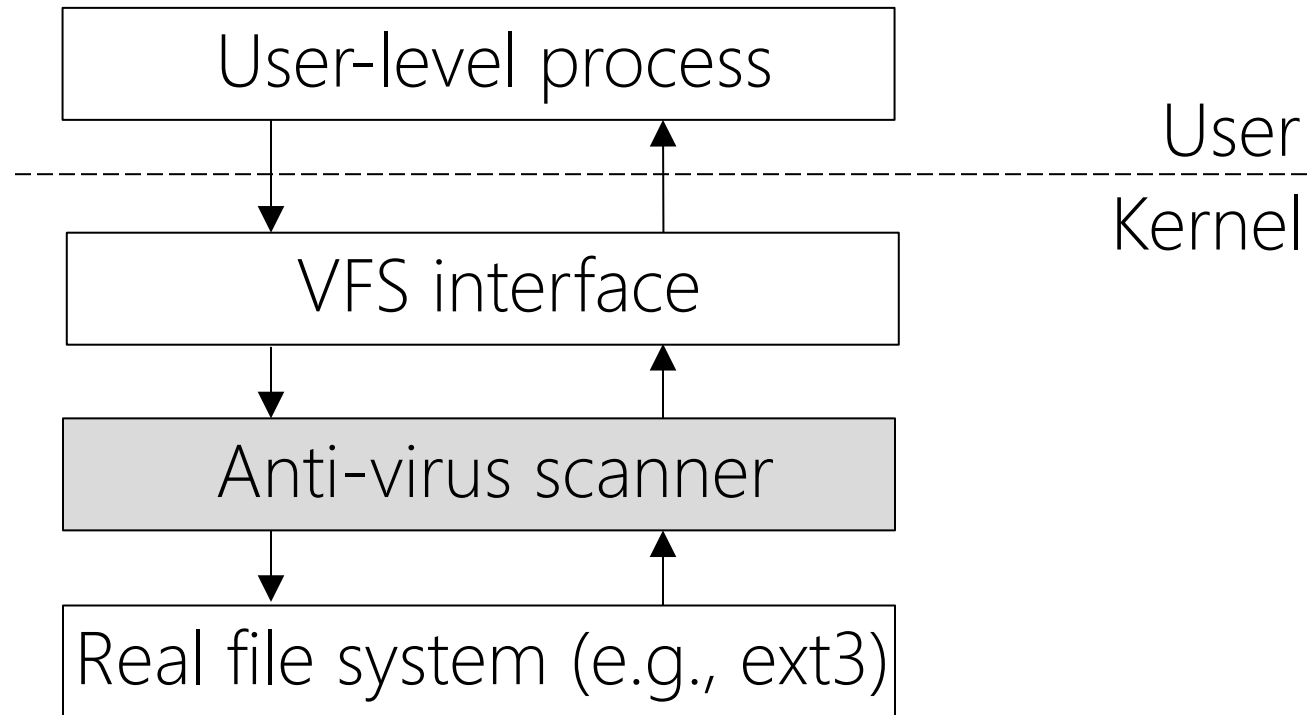 User-level process
User
Kernel
VFS interface
Anti-virus scanner
Real file system (e.g., ext3)